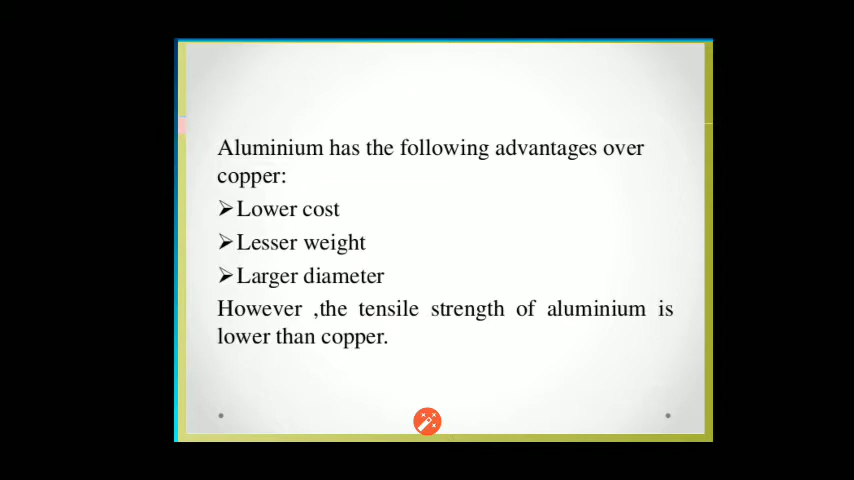 Aluminium has the following advantages over
copper:
➢Lower cost
➢Lesser weight
➢Larger diameter
However ,the tensile strength of aluminium is
lower than copper.